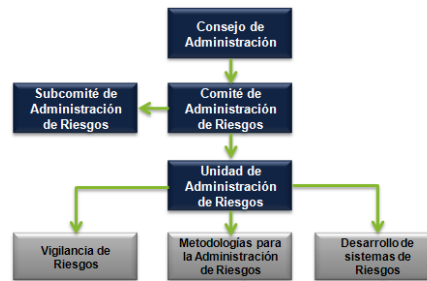 Consejo de
Administración
Subcomité de
Administración
de Riesgos
Comité de
Administración
de Riesgos
Unidad de
Administración
de Riesgos
Vigilancia de
Riesgos
Metodologías para
la Administración
de Riesgos
Desarrollo de
sistemas de
Riesgos